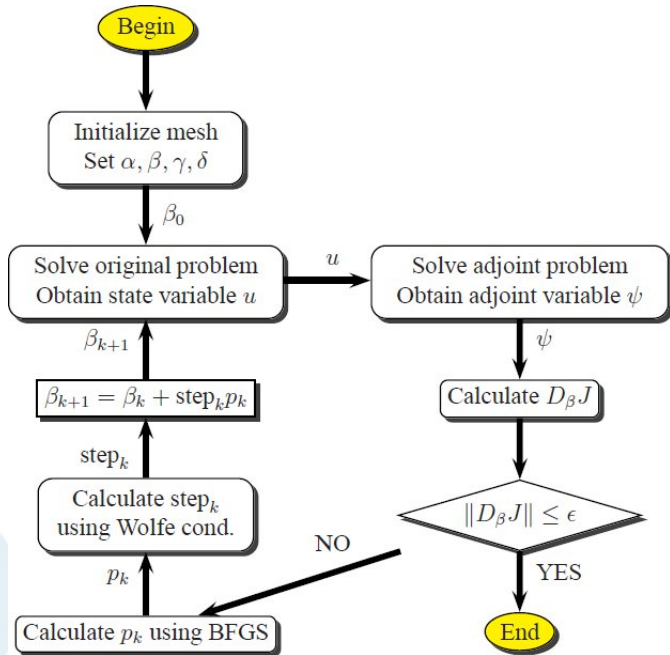 Begin
Initialize mesh
Set α, β, γ, δ
β₀
Solve original problem
Obtain state variable u
u
Solve adjoint problem
Obtain adjoint variable ψ
ψ
Calculate D_βJ
‖D_βJ‖ ≤ ϵ
YES
End
NO
Calculate pₖ using BFGS
pₖ
Calculate stepₖ
using Wolfe cond.
stepₖ
βₖ₊₁ = βₖ + stepₖpₖ
βₖ₊₁